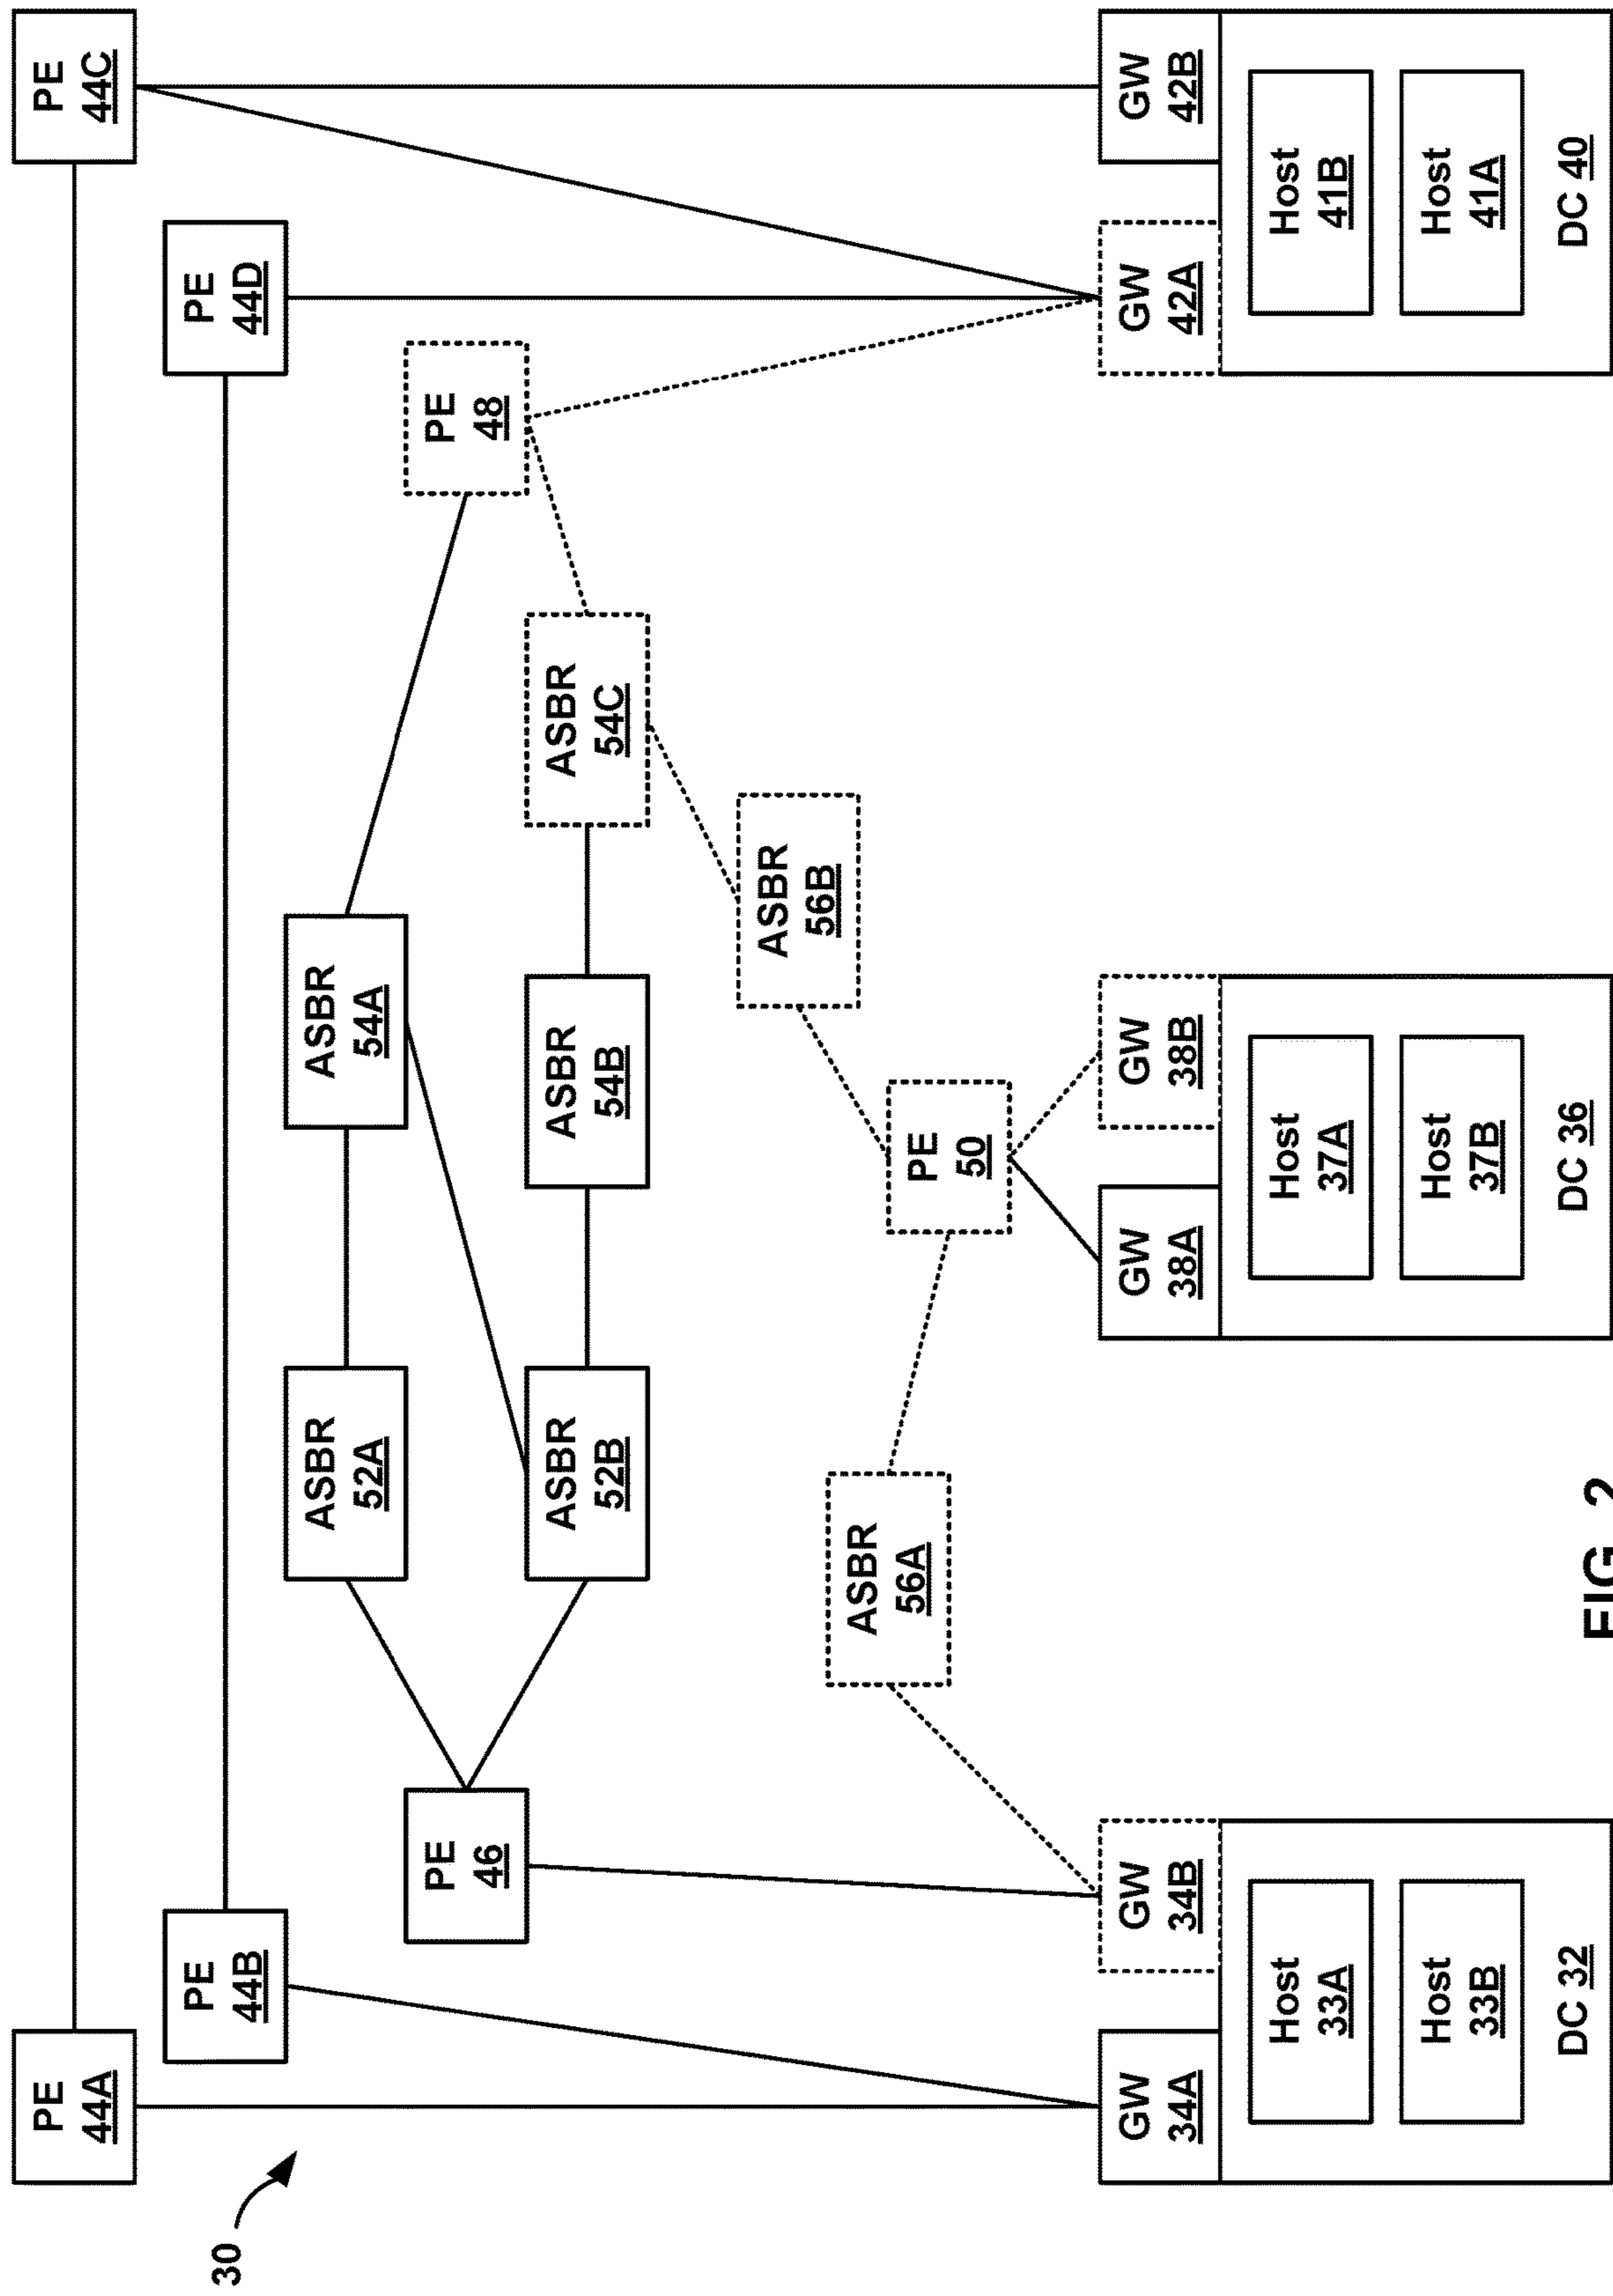 30
PE
44A
PE
44C
PE
44B
PE
44D
ASBR
52A
ASBR
54A
PE
46
PE
48
ASBR
52B
ASBR
54B
ASBR
54C
ASBR
56B
ASBR
56A
PE
50
GW
34A
GW
34B
GW
38A
GW
38B
GW
42A
GW
42B
Host
33A
Host
37A
Host
41B
Host
33B
Host
37B
Host
41A
DC 32
DC 36
DC 40
FIG. 2